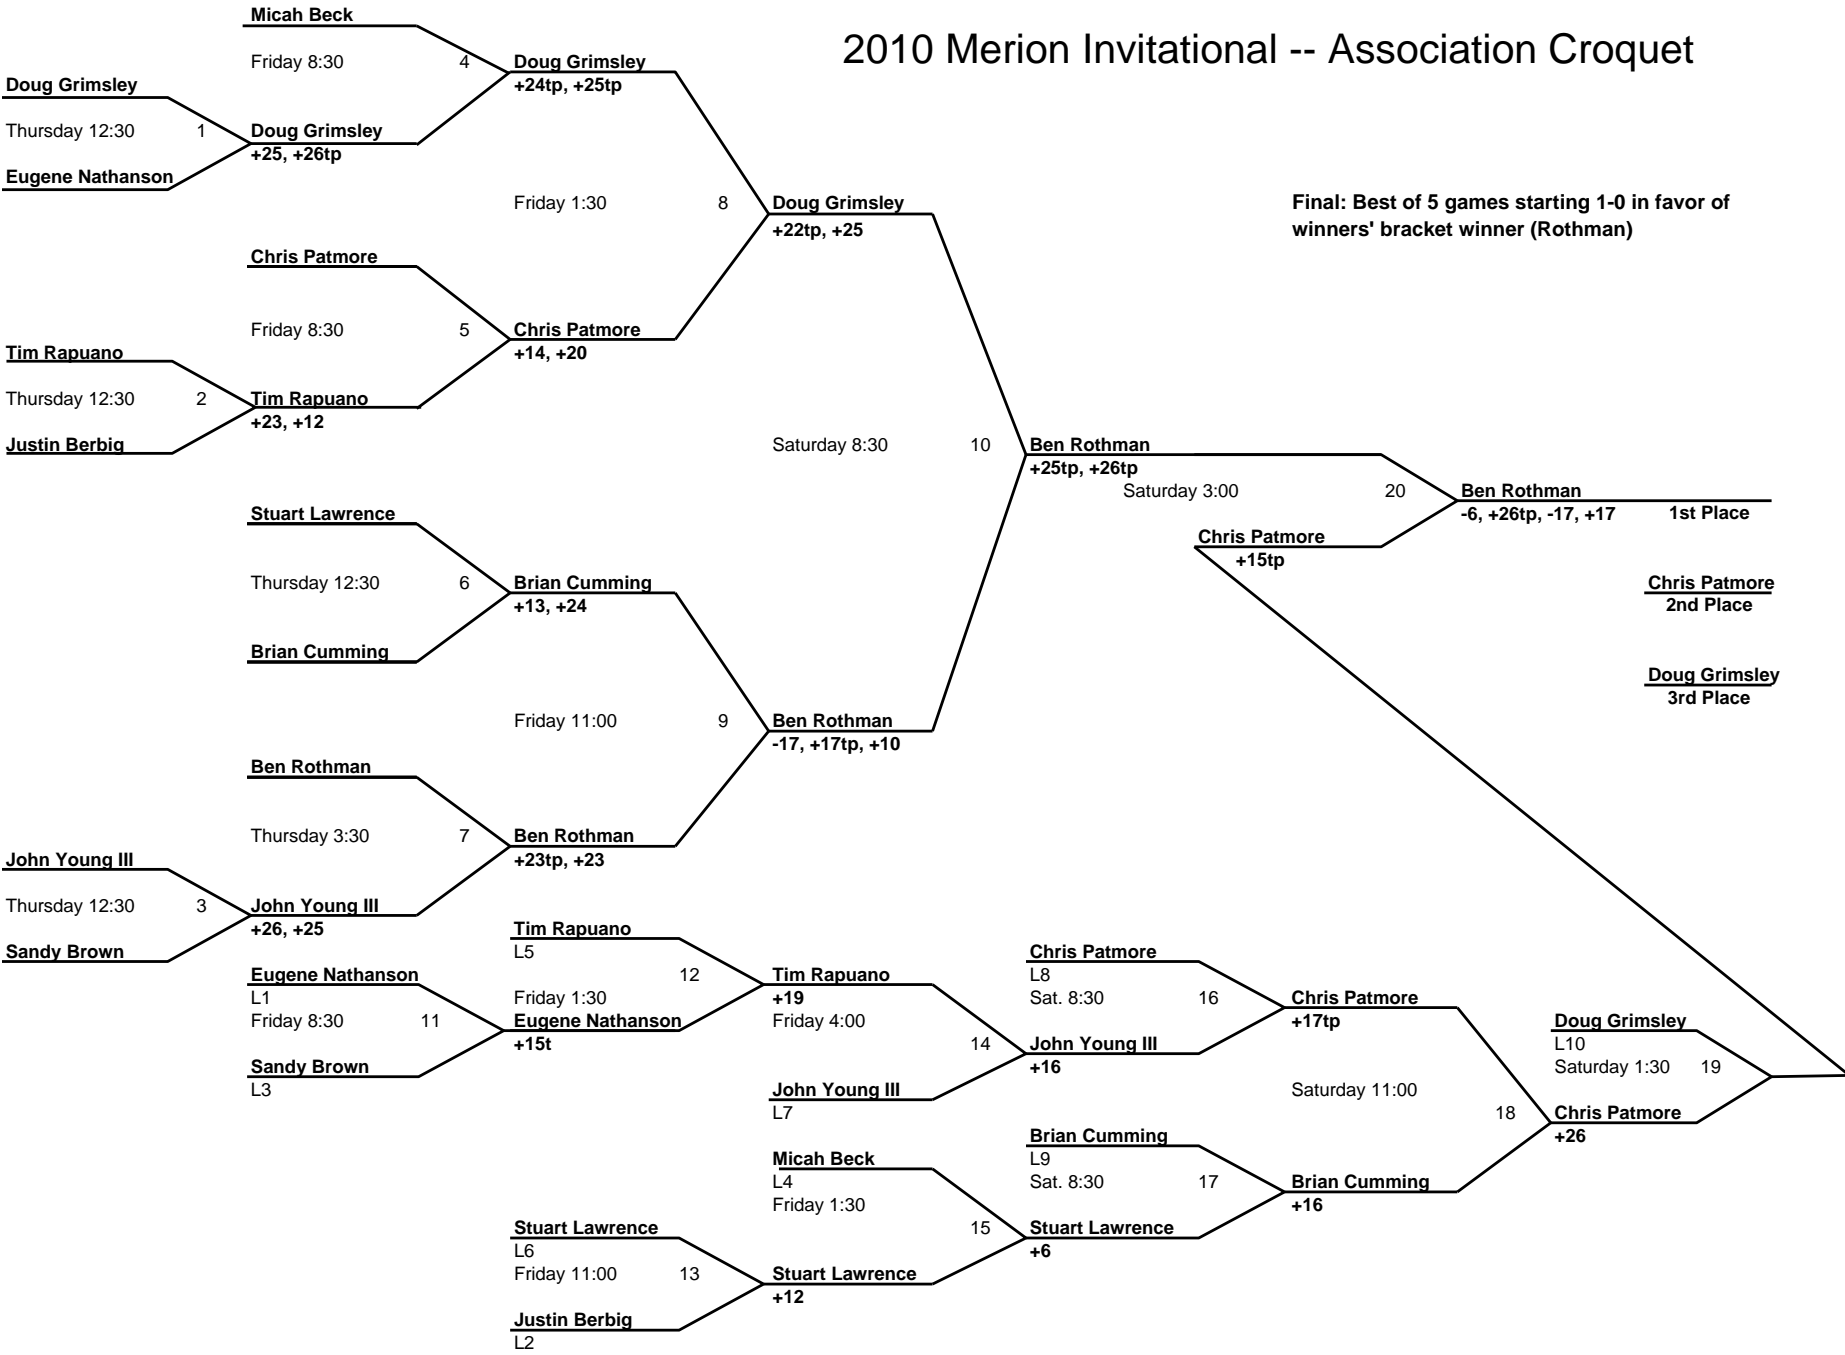 2010 Merion Invitational -- Association Croquet
Final: Best of 5 games starting 1-0 in favor of
winners' bracket winner (Rothman)
Doug Grimsley
Thursday 12:30 1
Eugene Nathanson
Tim Rapuano
Thursday 12:30 2
Justin Berbig
John Young III
Thursday 12:30 3
Sandy Brown
Micah Beck
Friday 8:30 4
Doug Grimsley
+25, +26tp
Chris Patmore
Friday 8:30 5
Tim Rapuano
+23, +12
Stuart Lawrence
Thursday 12:30 6
Brian Cumming
Ben Rothman
Thursday 3:30 7
John Young III
+26, +25
Doug Grimsley
+24tp, +25tp
Friday 1:30 8
Chris Patmore
+14, +20
Brian Cumming
+13, +24
Friday 11:00 9
Ben Rothman
+23tp, +23
Doug Grimsley
+22tp, +25
Saturday 8:30 10
Ben Rothman
-17, +17tp, +10
Ben Rothman
+25tp, +26tp
Saturday 3:00 20
Chris Patmore
+15tp
Ben Rothman
-6, +26tp, -17, +17 1st Place
Chris Patmore
2nd Place
Doug Grimsley
3rd Place
Eugene Nathanson
L1
Friday 8:30 11
Sandy Brown
L3
Tim Rapuano
L5
12
Friday 1:30
Eugene Nathanson
+15t
Stuart Lawrence
L6
Friday 11:00 13
Justin Berbig
L2
Tim Rapuano
+19
Friday 4:00
14
John Young III
L7
Micah Beck
L4
Friday 1:30
15
Stuart Lawrence
+12
Chris Patmore
L8
Sat. 8:30 16
John Young III
+16
Brian Cumming
L9
Sat. 8:30 17
Stuart Lawrence
+6
Chris Patmore
+17tp
Saturday 11:00
18
Brian Cumming
+16
Doug Grimsley
L10
Saturday 1:30 19
Chris Patmore
+26